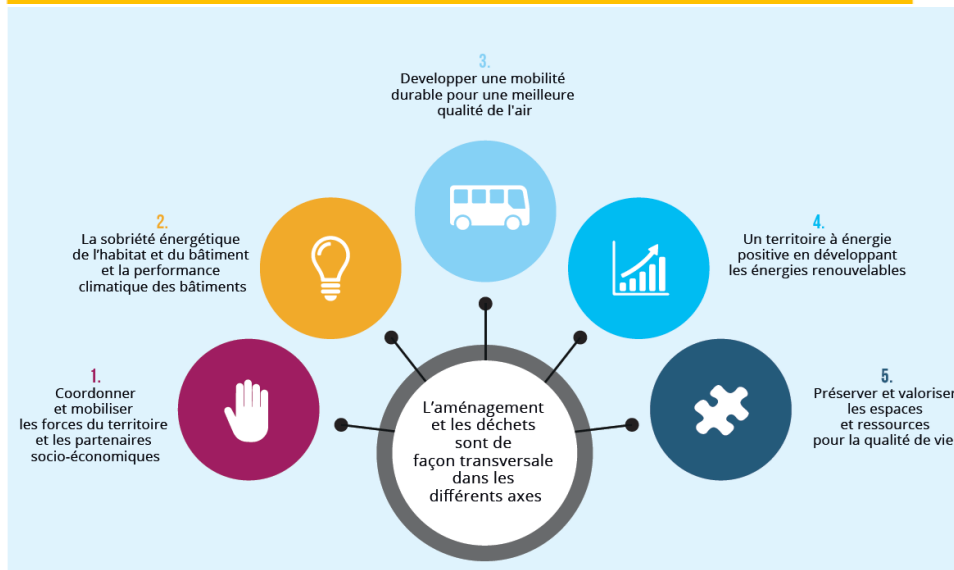 3.
Developper une mobilité
durable pour une meilleure
qualité de l'air
2.
La sobriété énergétique
de l'habitat et du bâtiment
et la performance
climatique des bâtiments
4.
Un territoire à énergie
positive en développant
les énergies renouvelables
1.
Coordonner
et mobiliser
les forces du territoire
et les partenaires
socio-économiques
5.
Préserver et valoriser
les espaces
et ressources
pour la qualité de vie
L'aménagement
et les déchets
sont de
façon transversale
dans les
différents axes